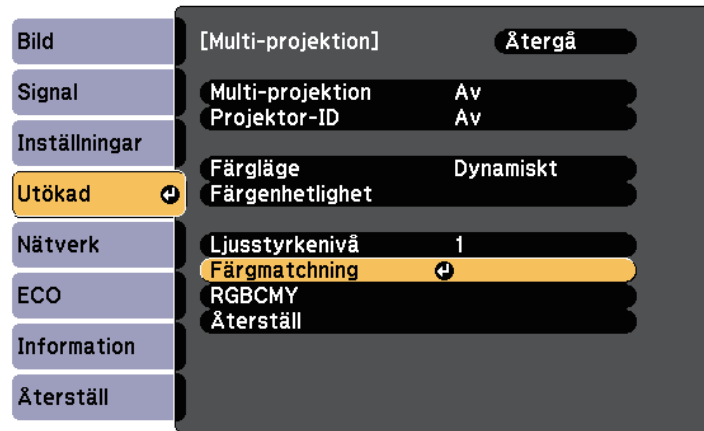 Bild
Signal
Inställningar
Utökad
Nätverk
ECO
Information
Återställ
[Multi-projektion] Återgå
Multi-projektion Av
Projektor-ID Av
Färgläge Dynamiskt
Färgenhetlighet
Ljusstyrkenivå 1
Färgmatchning
RGBCMY
Återställ